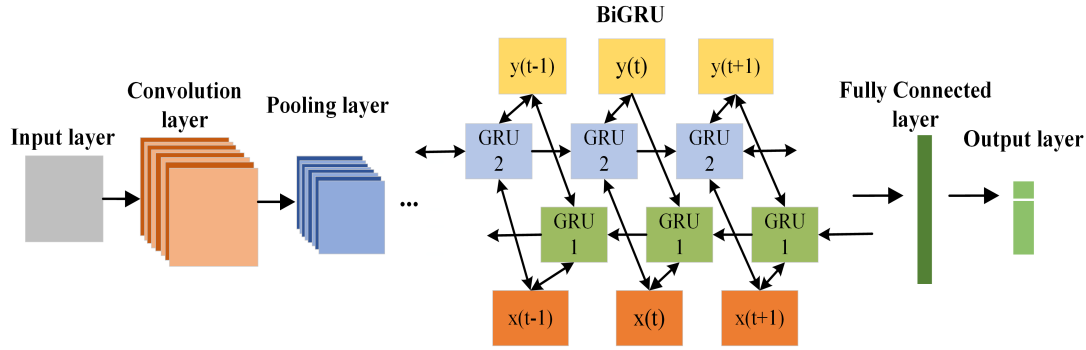 BiGRU
Input layer
Convolution
layer
Pooling layer
...
y(t-1)
y(t)
y(t+1)
GRU
2
GRU
2
GRU
2
GRU
1
GRU
1
GRU
1
x(t-1)
x(t)
x(t+1)
Fully Connected
layer
Output layer